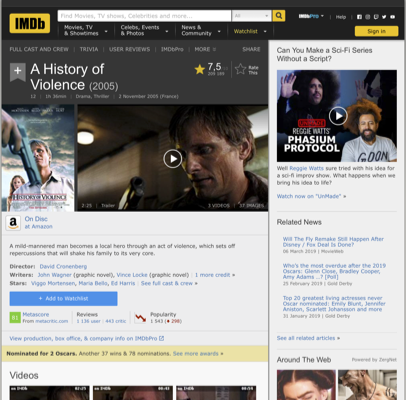 IMDb
Find Movies, TV shows, Celebrities and more...
All
IMDbPro
Help
Movies, TV
& Showtimes
Celebs, Events
& Photos
News &
Community
Watchlist
Sign in
FULL CAST AND CREW | TRIVIA | USER REVIEWS | IMDbPro | MORE
SHARE
A History of
Violence (2005)
7,5
Rate
This
12 | 1h 36min | Drama, Thriller | 2 November 2005 (France)
2:25 | Trailer
3 VIDEOS | 37 IMAGES
On Disc
at Amazon
A mild-mannered man becomes a local hero through an act of violence, which sets off
repercussions that will shake his family to its very core.
Director: David Cronenberg
Writers: John Wagner (graphic novel), Vince Locke (graphic novel) | 1 more credit »
Stars: Viggo Mortensen, Maria Bello, Ed Harris | See full cast & crew »
+ Add to Watchlist
81
Metascore
From metacritic.com
Reviews
1 136 user | 443 critic
Popularity
1 543
View production, box office, & company info on IMDbPro
Nominated for 2 Oscars. Another 37 wins & 78 nominations. See more awards »
Videos
Can You Make a Sci-Fi Series
Without a Script?
REGGIE WATTS'
PHASIUM
PROTOCOL
Well Reggie Watts sure tried with his idea
for a sci-fi improv show. What happens when we
bring his idea to life?
Watch now on "UnMade" »
Related News
Will The Fly Remake Still Happen After
Disney / Fox Deal Is Done?
06 March 2019 | MovieWeb
Who's the most overdue after the 2019
Oscars: Glenn Close, Bradley Cooper,
Amy Adams ...? [Poll]
25 February 2019 | Gold Derby
Top 20 greatest living actresses never
Oscar nominated: Emily Blunt, Jennifer
Aniston, Scarlett Johansson and more
31 January 2019 | Gold Derby
See all related articles »
Around The Web
Powered by ZergNet